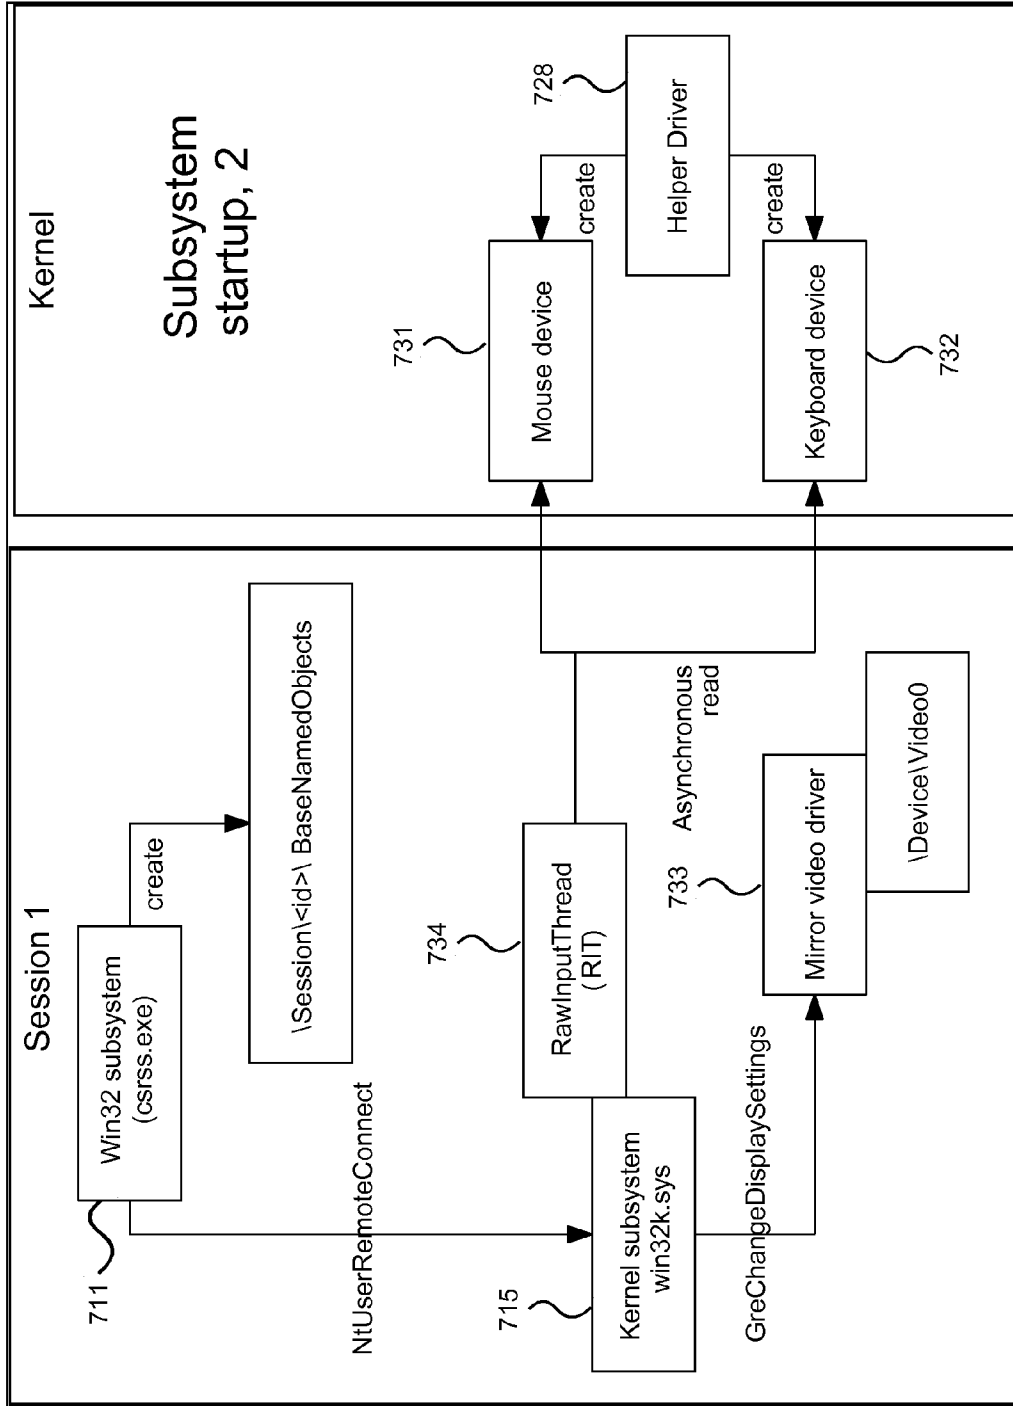 Session 1
Win32 subsystem
(csrss.exe)
711
create
\Session\<id>\ BaseNamedObjects
NtUserRemoteConnect
734
RawInputThread
(RIT)
715
Kernel subsystem
win32k.sys
Asynchronous
read
GreChangeDisplaySettings
733
Mirror video driver
\Device\Video0
Kernel
Subsystem
startup, 2
731
Mouse device
create
728
Helper Driver
create
Keyboard device
732